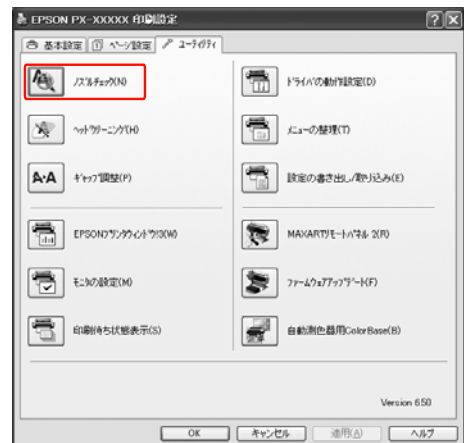 EPSON PX-XXXXX 印刷設定
基本設定
ページ設定
ユーティリティ
ノズルチェック(N)
ドライバの動作設定(D)
ヘッドクリーニング(H)
メニューの整理(T)
ギャップ調整(P)
設定の書き出し/取り込み(E)
EPSONプリンタウィンドウ!3(W)
MAXARTリモートパネル 2(R)
モニタの設定(M)
ファームウェアアップデート(F)
印刷待ち状態表示(S)
自動測色器用ColorBase(B)
Version 6.50
OK
キャンセル
適用(A)
ヘルプ